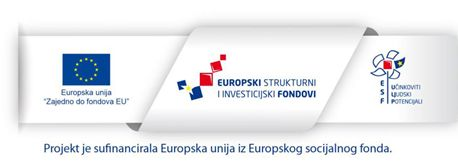 Europska unija
"Zajedno do fondova EU"
EUROPSKI STRUKTURNI
I INVESTICIJSKI FONDOVI
E S F
UČINKOVITI
LJUDSKI
POTENCIJALI
Projekt je sufinancirala Europska unija iz Europskog socijalnog fonda.